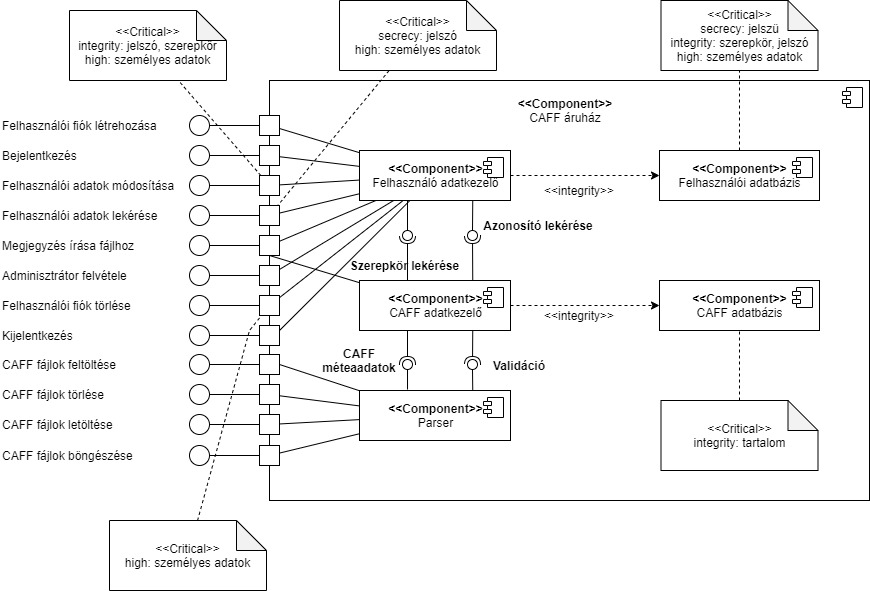 <<Critical>>
integrity: jelszó, szerepkör
high: személyes adatok
<<Critical>>
secrecy: jelszó
high: személyes adatok
<<Critical>>
secrecy: jelszü
integrity: szerepkör, jelszó
high: személyes adatok
<<Component>>
CAFF áruház
Felhasználói fiók létrehozása
Bejelentkezés
Felhasználói adatok módosítása
Felhasználói adatok lekérése
Megjegyzés írása fájlhoz
Adminisztrátor felvétele
Felhasználói fiók törlése
Kijelentkezés
CAFF fájlok feltöltése
CAFF fájlok törlése
CAFF fájlok letöltése
CAFF fájlok böngészése
<<Component>>
Felhasználó adatkezelő
<<integrity>>
<<Component>>
Felhasználói adatbázis
Azonosító lekérése
Szerepkör lekérése
<<Component>>
CAFF adatkezelő
<<integrity>>
<<Component>>
CAFF adatbázis
CAFF
méteaadatok
Validáció
<<Component>>
Parser
<<Critical>>
integrity: tartalom
<<Critical>>
high: személyes adatok